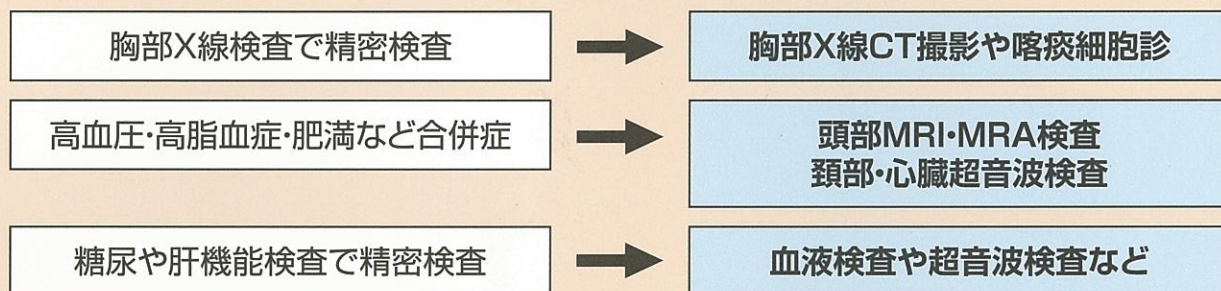 胸部X線検査で精密検査
胸部X線CT撮影や喀痰細胞診
高血圧・高脂血症・肥満など合併症
頭部MRI・MRA検査
頚部・心臓超音波検査
糖尿や肝機能検査で精密検査
血液検査や超音波検査など